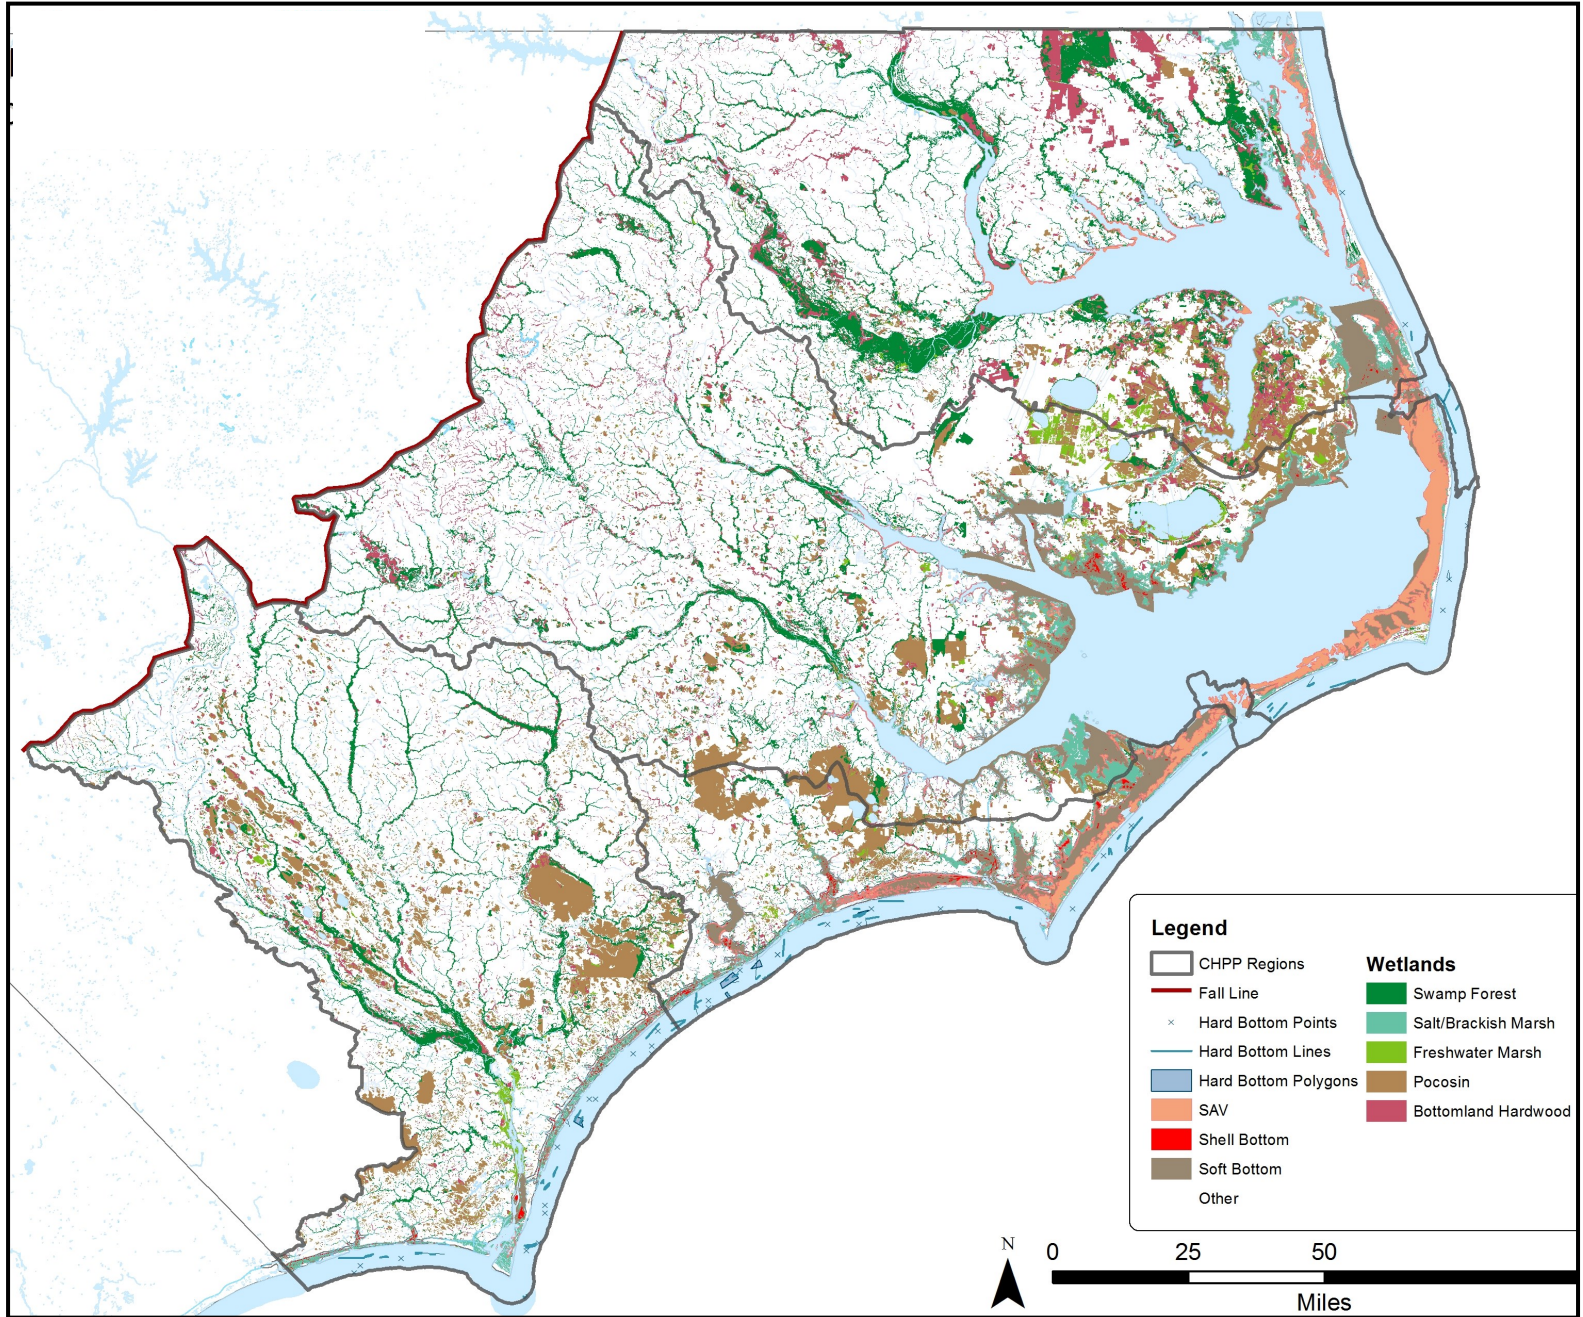 Legend
CHPP Regions
Fall Line
Hard Bottom Points
Hard Bottom Lines
Hard Bottom Polygons
SAV
Shell Bottom
Soft Bottom
Other
Wetlands
Swamp Forest
Salt/Brackish Marsh
Freshwater Marsh
Pocosin
Bottomland Hardwood
N
0 25 50
Miles